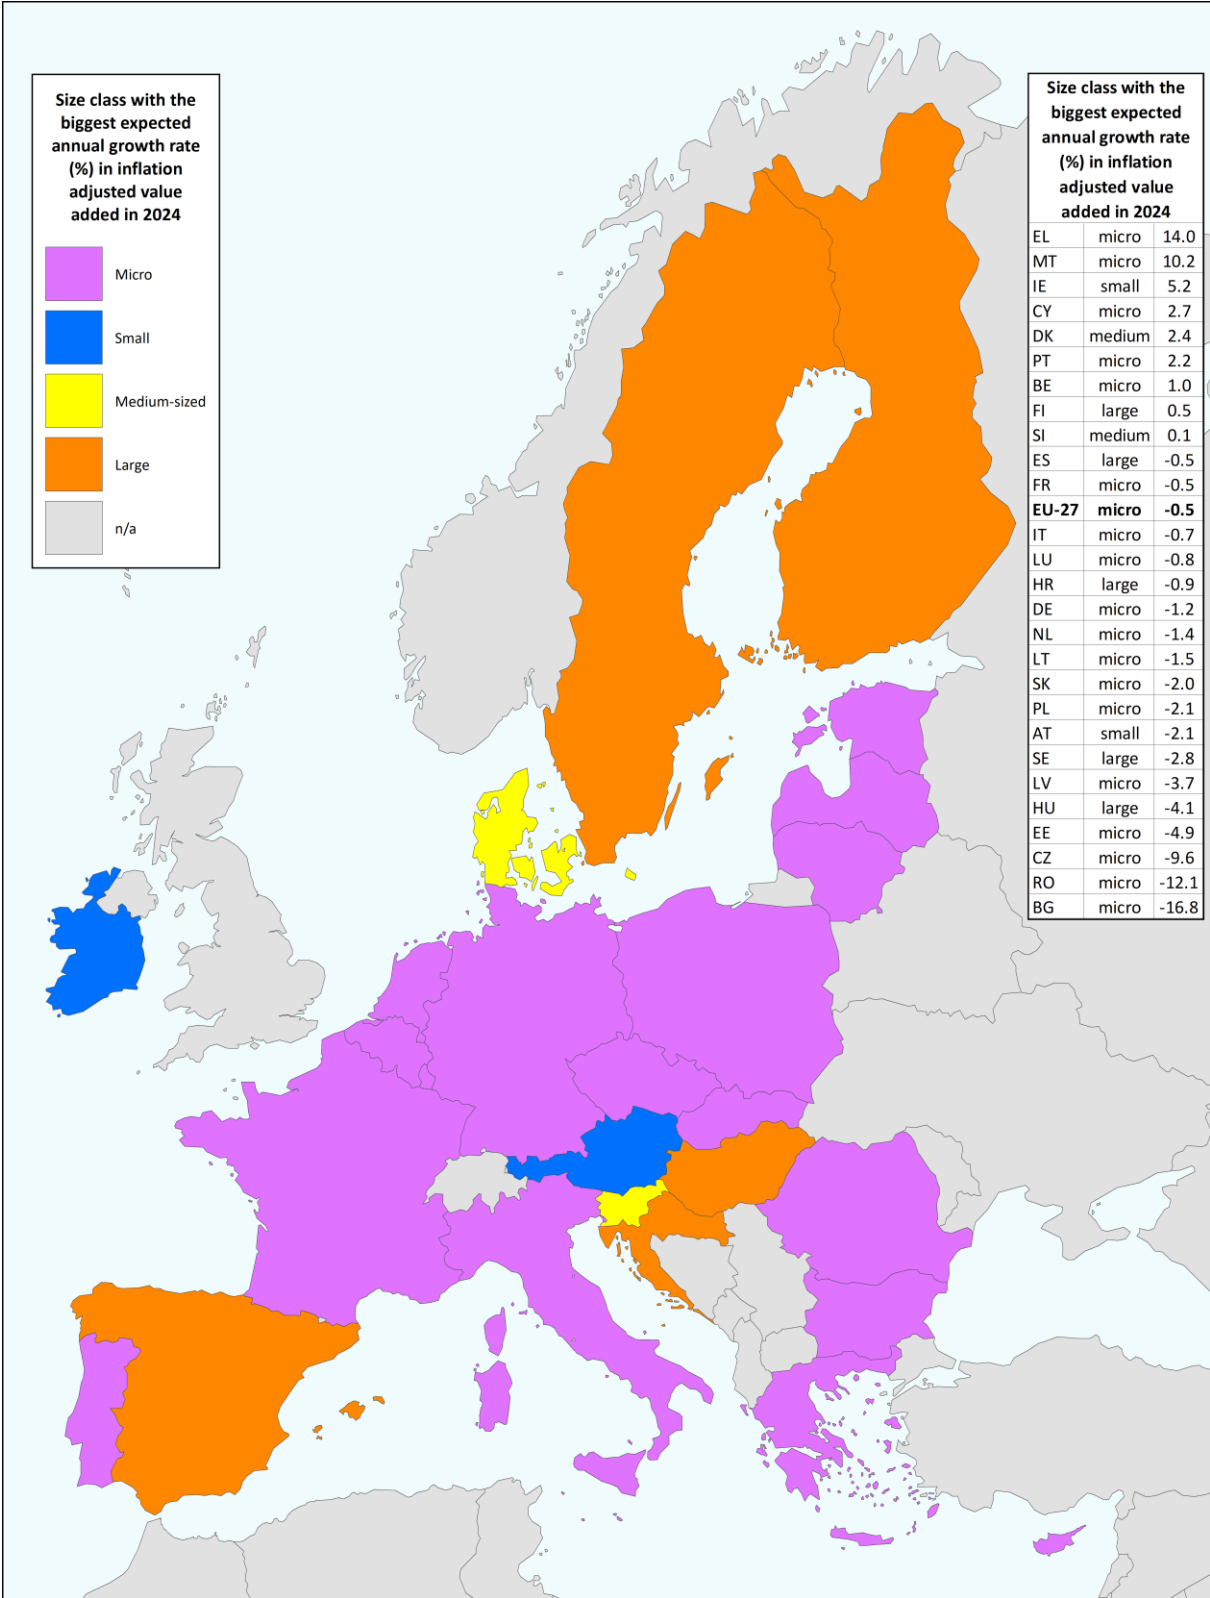 Size class with the
biggest expected
annual growth rate
(%) in inflation
adjusted value
added in 2024
Micro
Small
Medium-sized
Large
n/a
Size class with the
biggest expected
annual growth rate
(%) in inflation
adjusted value
added in 2024
EL micro 14.0
MT micro 10.2
IE small 5.2
CY micro 2.7
DK medium 2.4
PT micro 2.2
BE micro 1.0
FI large 0.5
SI medium 0.1
ES large -0.5
FR micro -0.5
EU-27 micro -0.5
IT micro -0.7
LU micro -0.8
HR large -0.9
DE micro -1.2
NL micro -1.4
LT micro -1.5
SK micro -2.0
PL micro -2.1
AT small -2.1
SE large -2.8
LV micro -3.7
HU large -4.1
EE micro -4.9
CZ micro -9.6
RO micro -12.1
BG micro -16.8